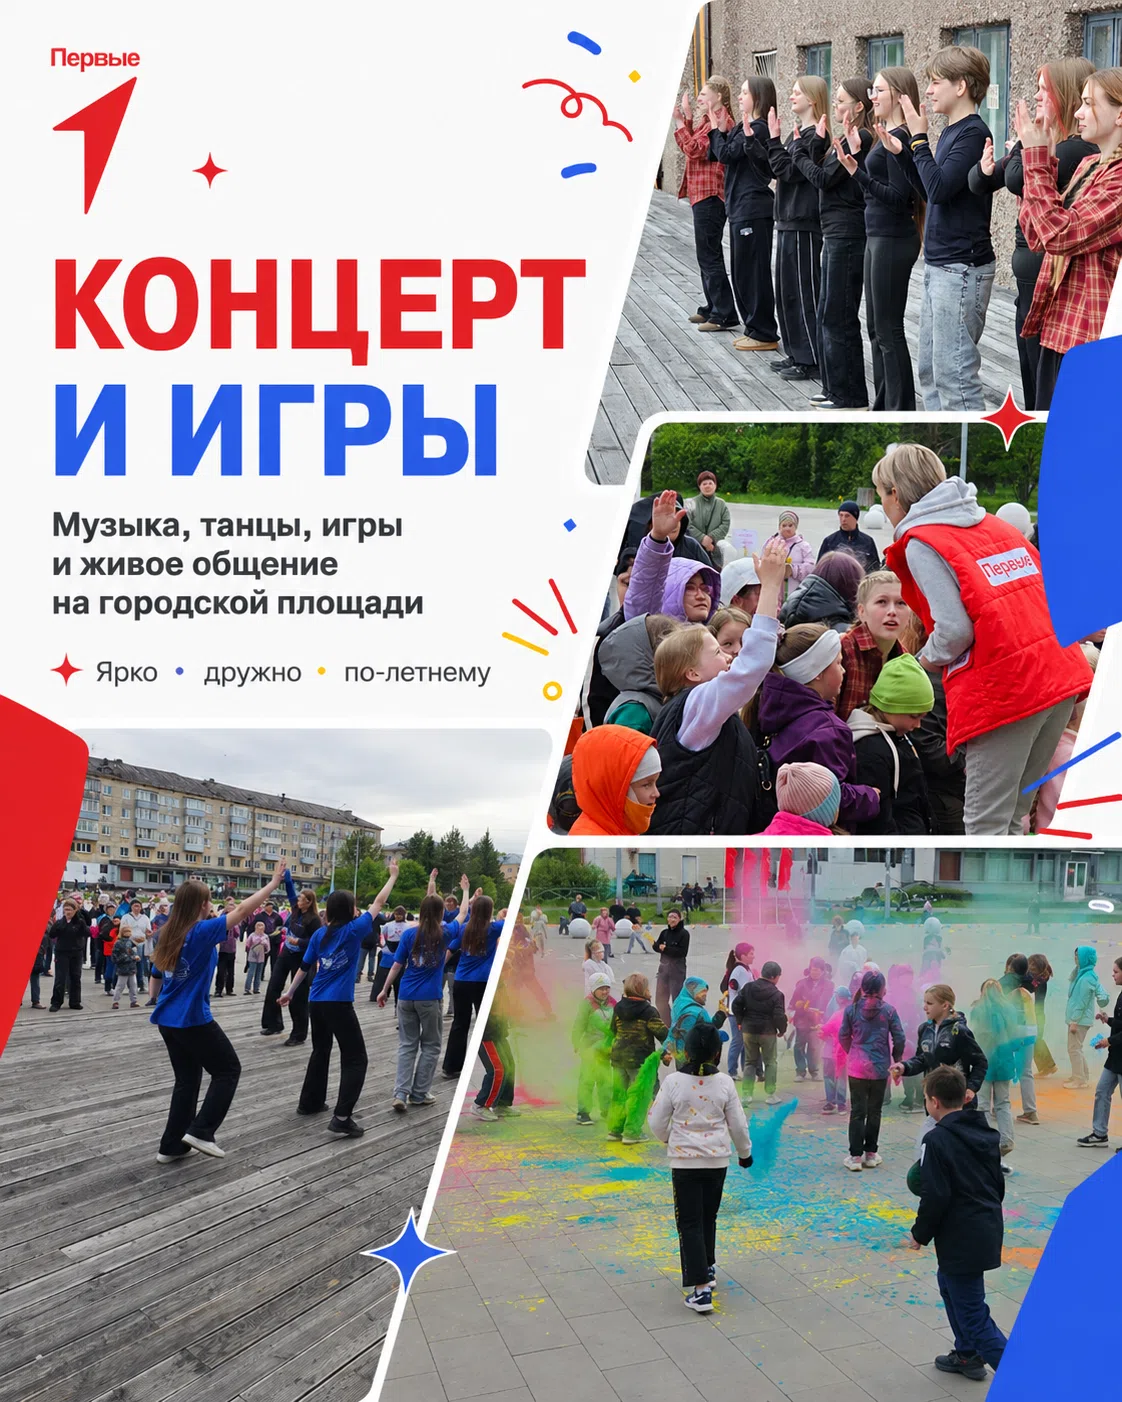 Первые
КОНЦЕРТ
И ИГРЫ
Музыка, танцы, игры
и живое общение
на городской площади
Ярко • дружно • по-летнему
Первые